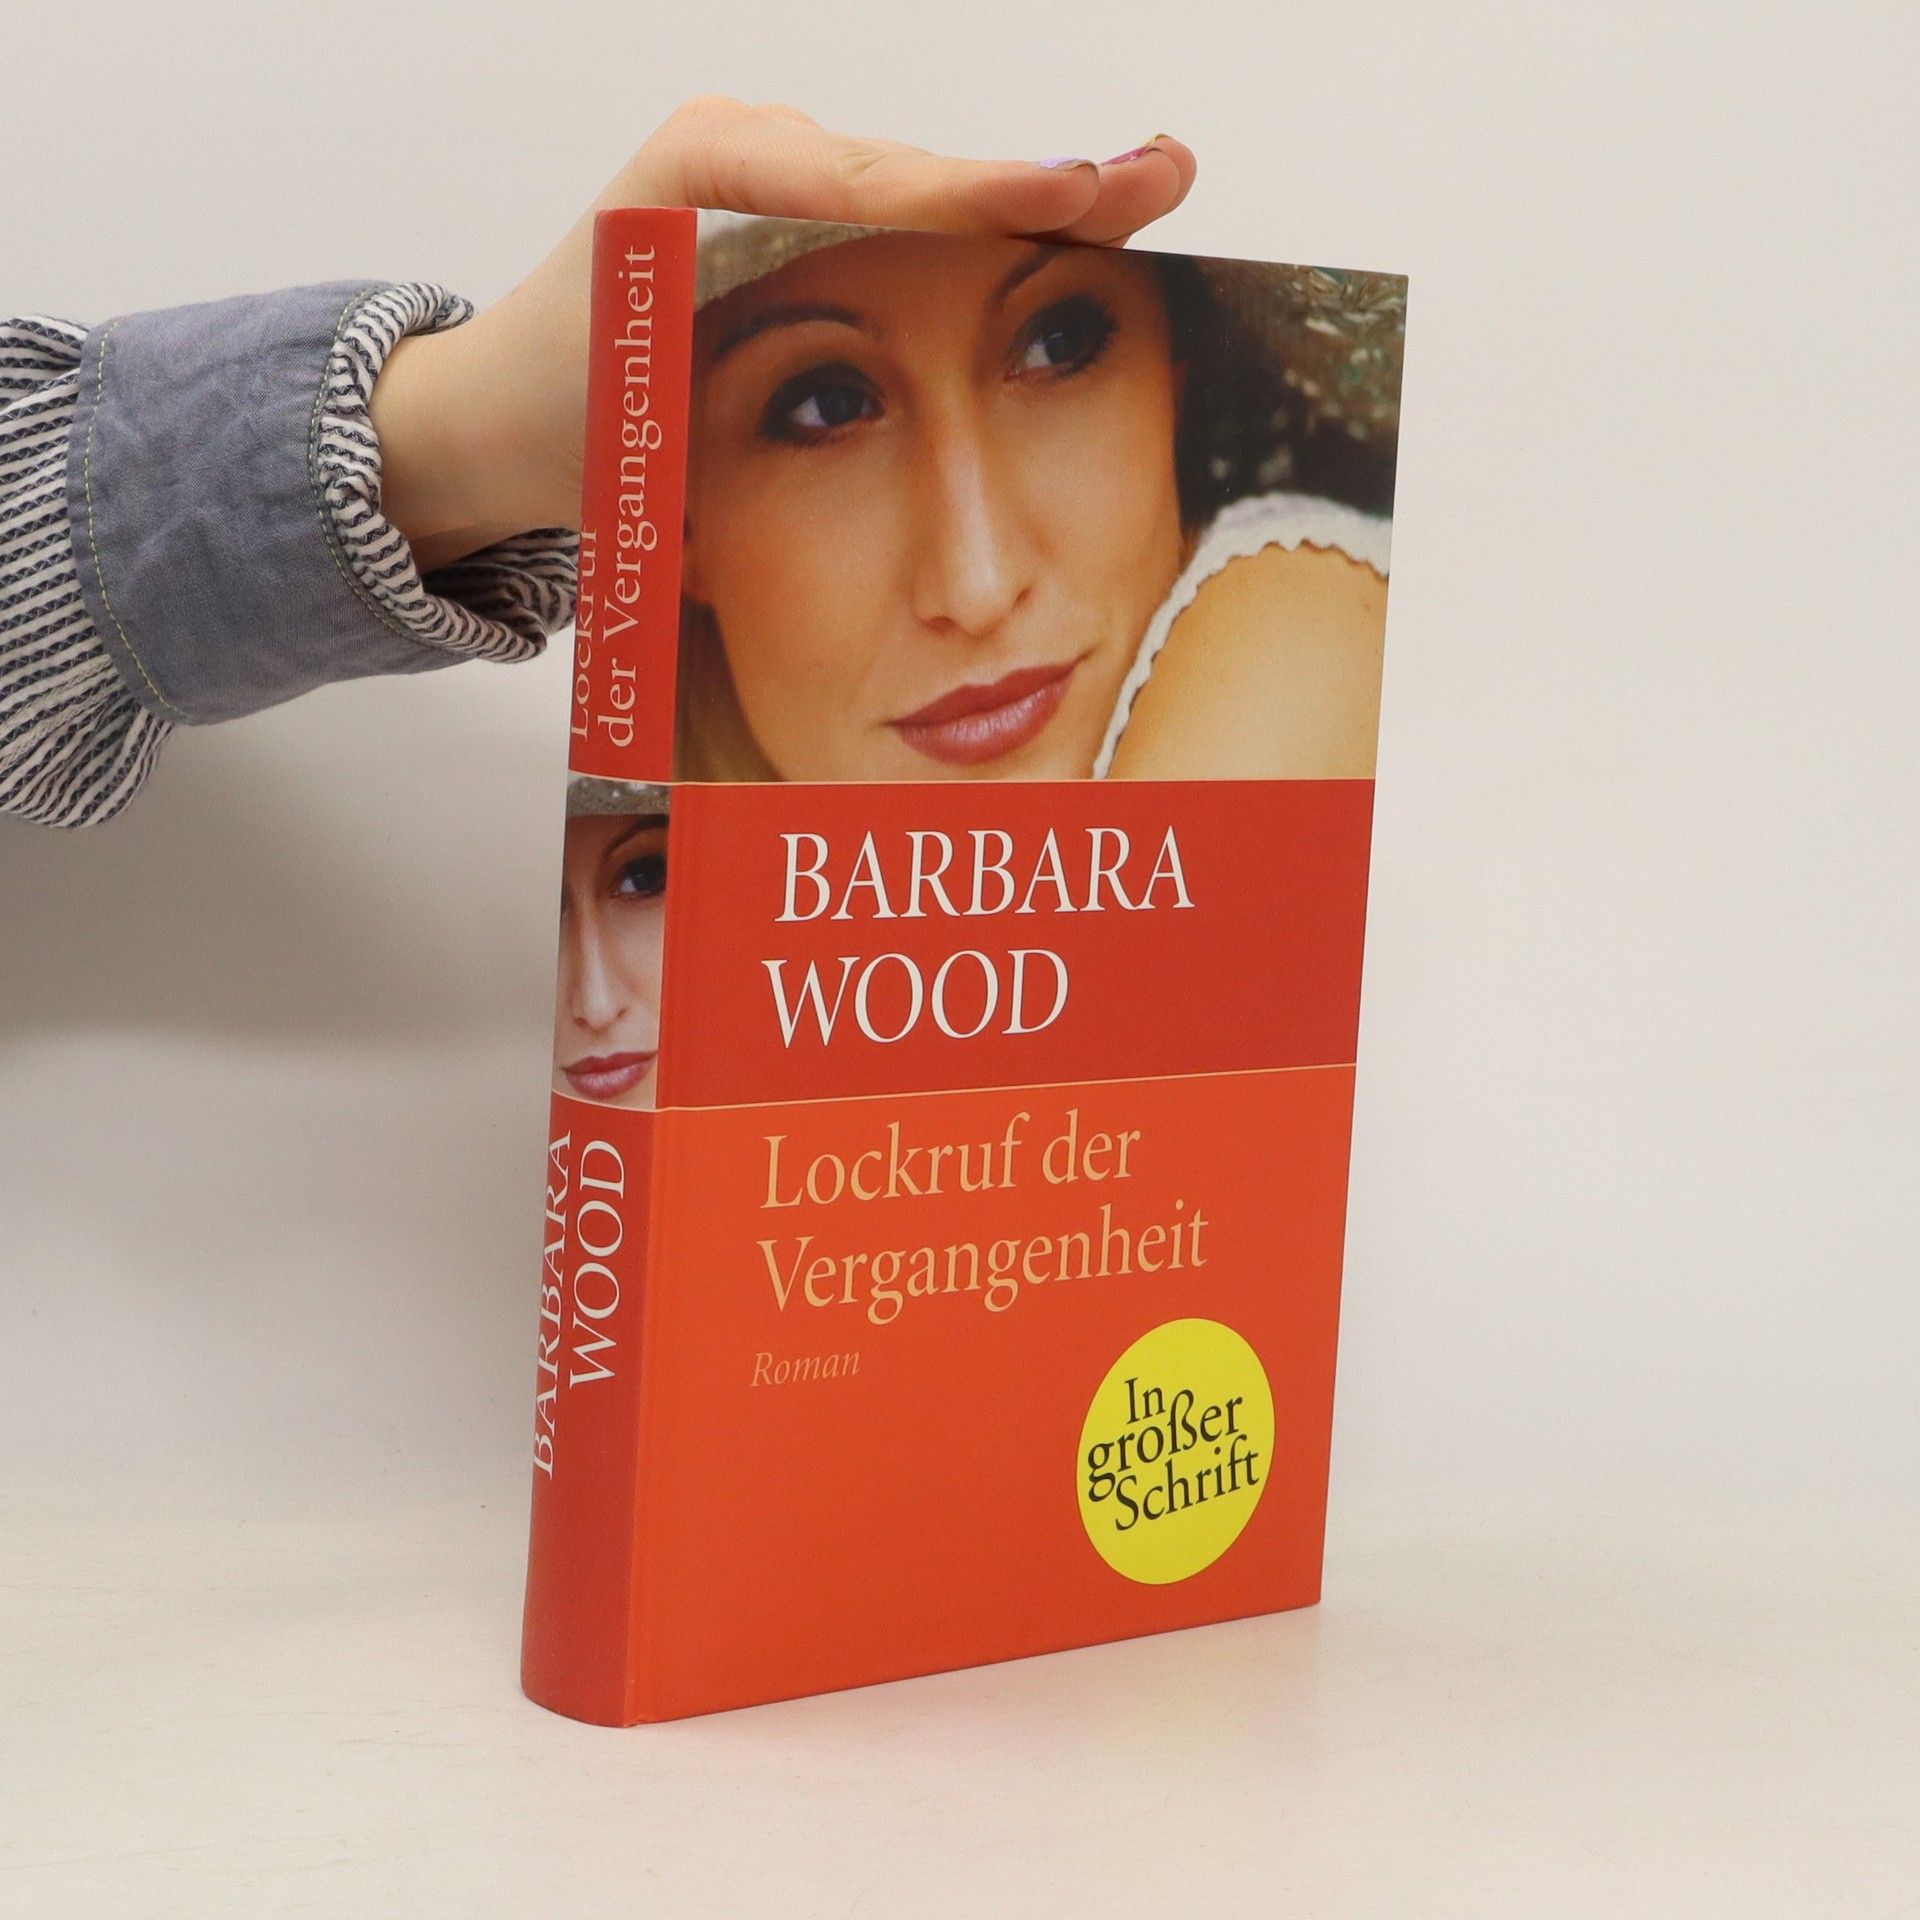 Lockruf
der Vergangenheit
BARBARA
WOOD
BARBARA
WOOD
Lockruf der
Vergangenheit
Roman
In
großer
Schrift